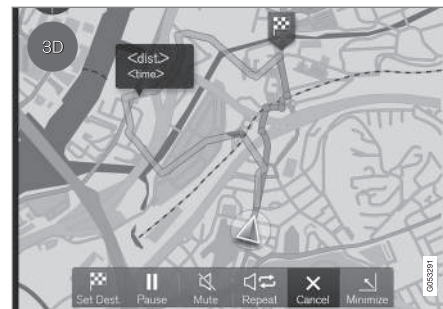 3D
<dist.>
<time>
Set Dest.
Pause
Mute
Repeat
Cancel
Minimize
G053291